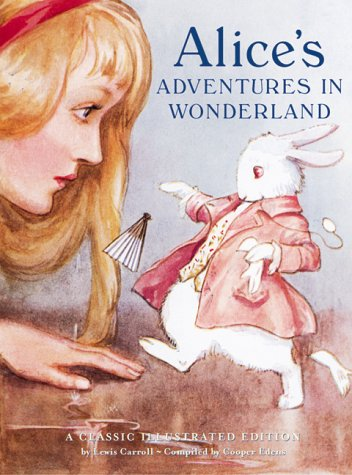 Alice's
ADVENTURES IN
WONDERLAND
A CLASSIC ILLUSTRATED EDITION
by Lewis Carroll ~ Compiled by Cooper Edens